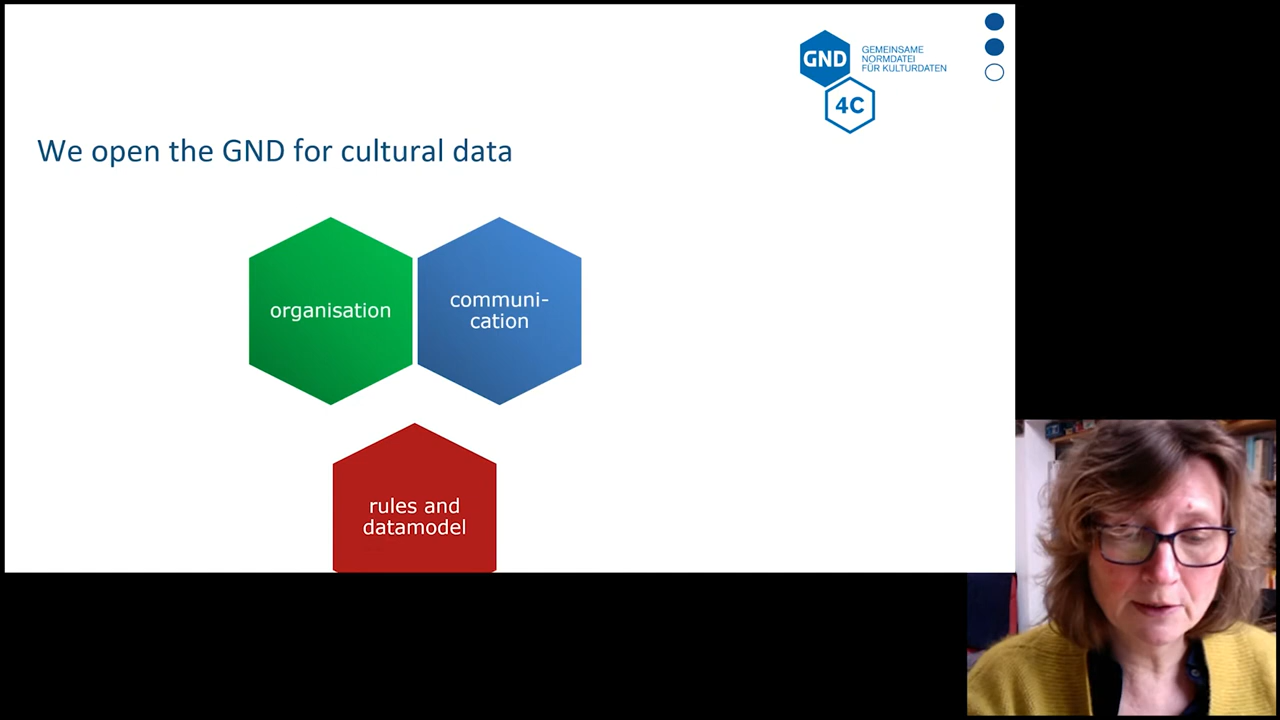 GND
GEMEINSAME
NORMDATEI
FÜR KULTURDATEN
4C
We open the GND for cultural data
organisation
communi-
cation
rules and
datamodel